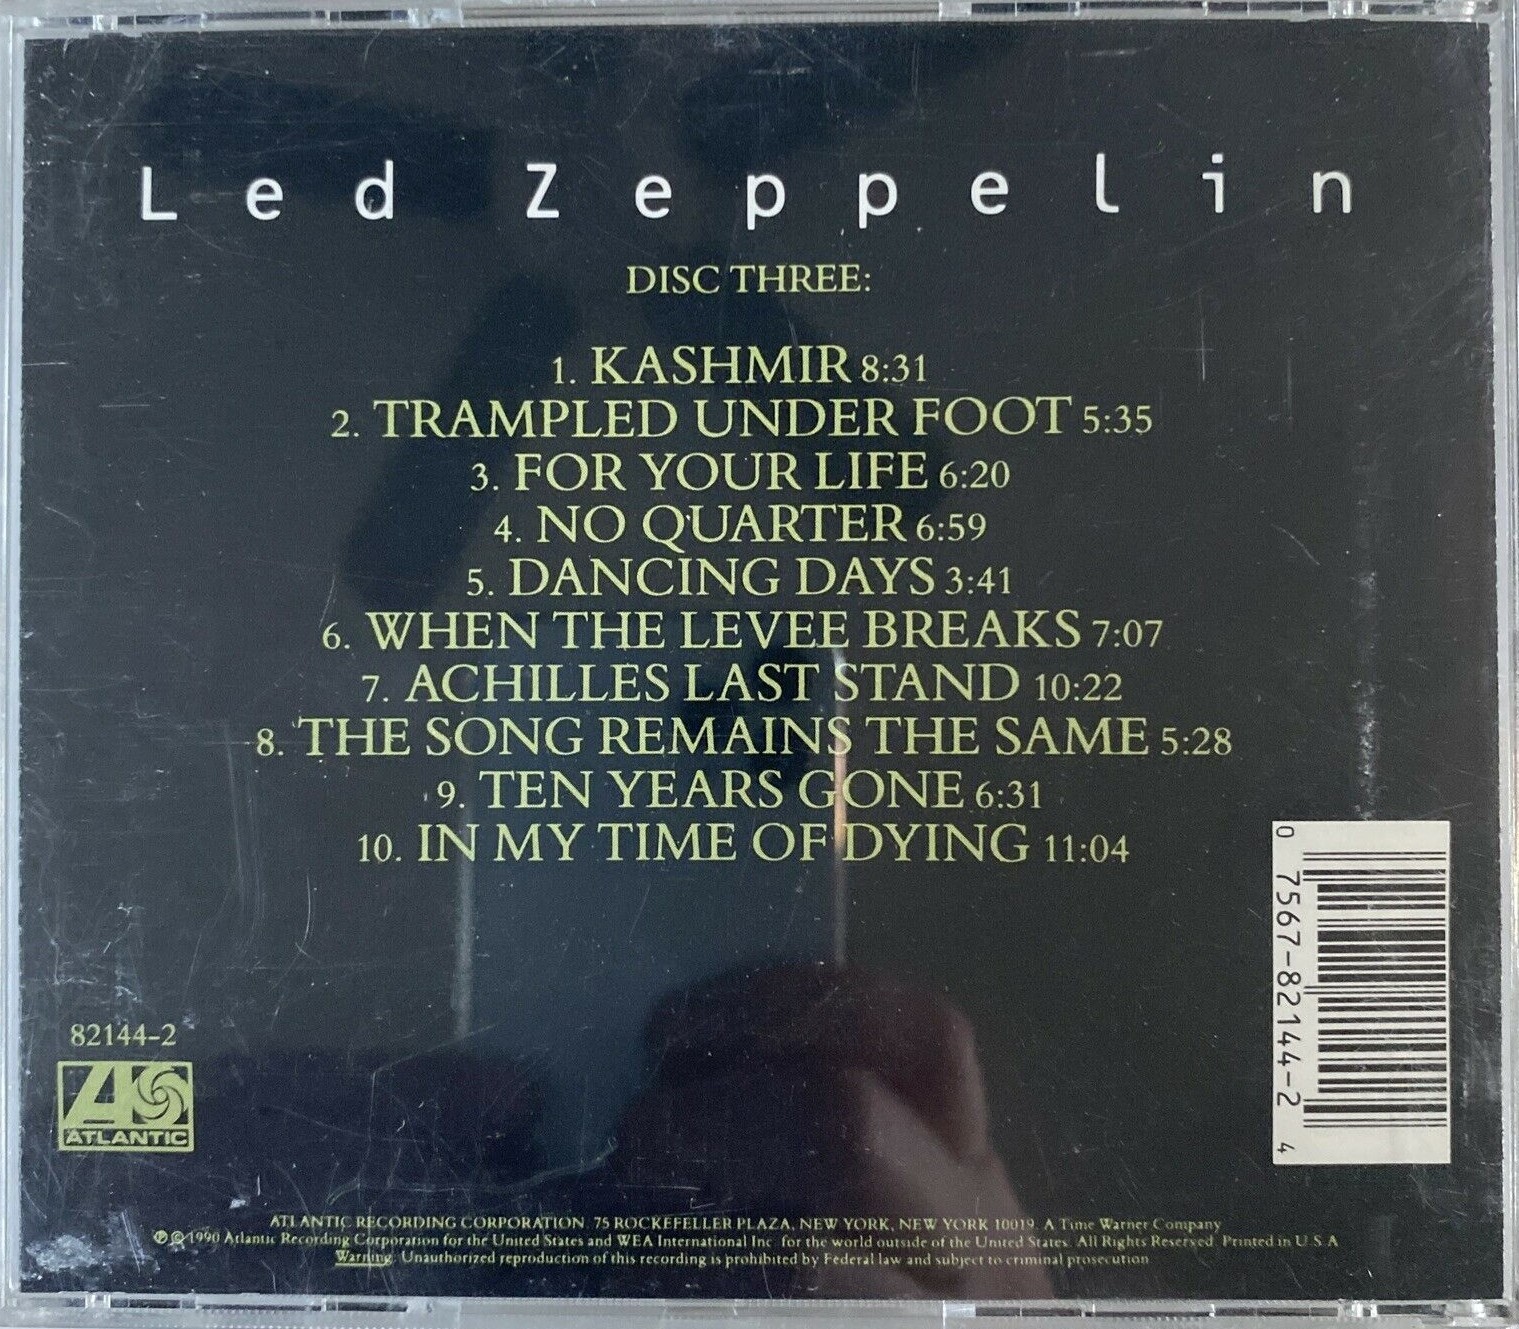 Led Zeppelin
DISC THREE:
1. KASHMIR 8:31
2. TRAMPLED UNDER FOOT 5:35
3. FOR YOUR LIFE 6:20
4. NO QUARTER 6:59
5. DANCING DAYS 3:41
6. WHEN THE LEVEE BREAKS 7:07
7. ACHILLES LAST STAND 10:22
8. THE SONG REMAINS THE SAME 5:28
9. TEN YEARS GONE 6:31
10. IN MY TIME OF DYING 11:04
0 7567-82144-2 4
82144-2
ATLANTIC
ATLANTIC RECORDING CORPORATION. 75 ROCKEFELLER PLAZA, NEW YORK, NEW YORK 10019. A Time Warner Company
℗ © 1990 Atlantic Recording Corporation for the United States and WEA International Inc. for the world outside of the United States. All Rights Reserved. Printed in U.S.A
Warning: Unauthorized reproduction of this recording is prohibited by Federal law and subject to criminal prosecution